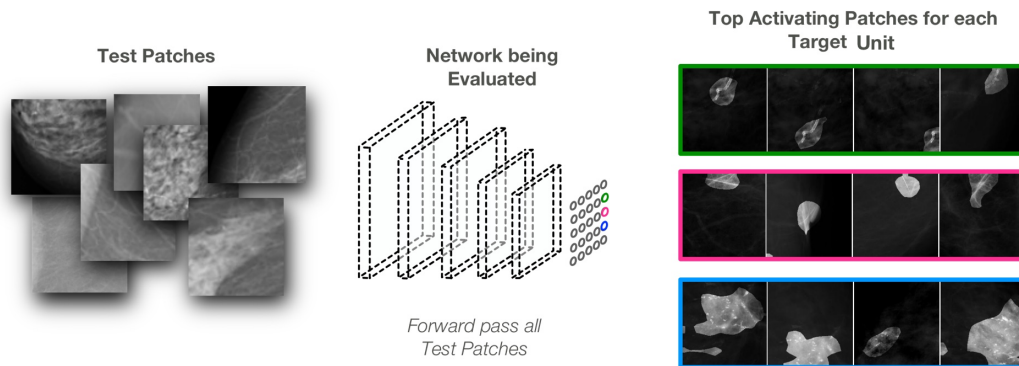 Test Patches
Network being
Evaluated
Forward pass all
Test Patches
Top Activating Patches for each
Target Unit